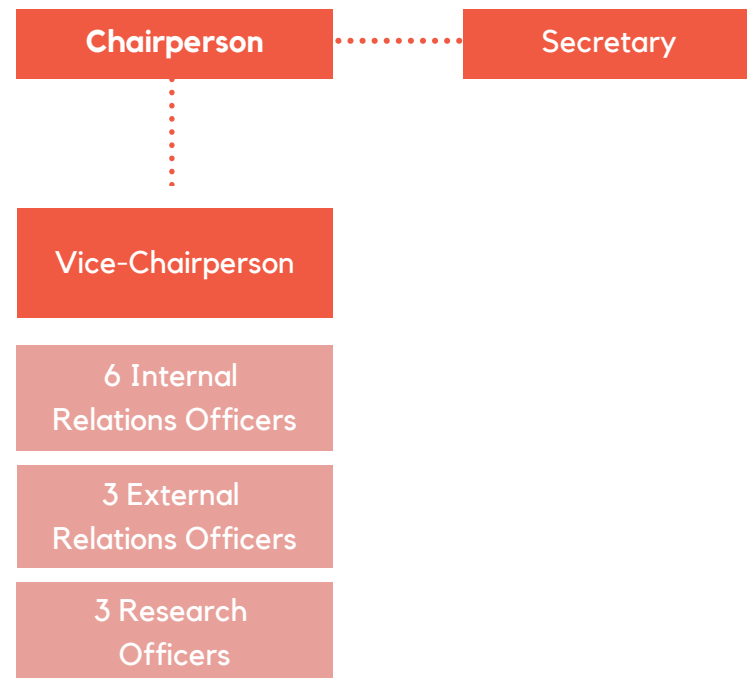 Chairperson
Secretary
Vice-Chairperson
6 Internal
Relations Officers
3 External
Relations Officers
3 Research
Officers